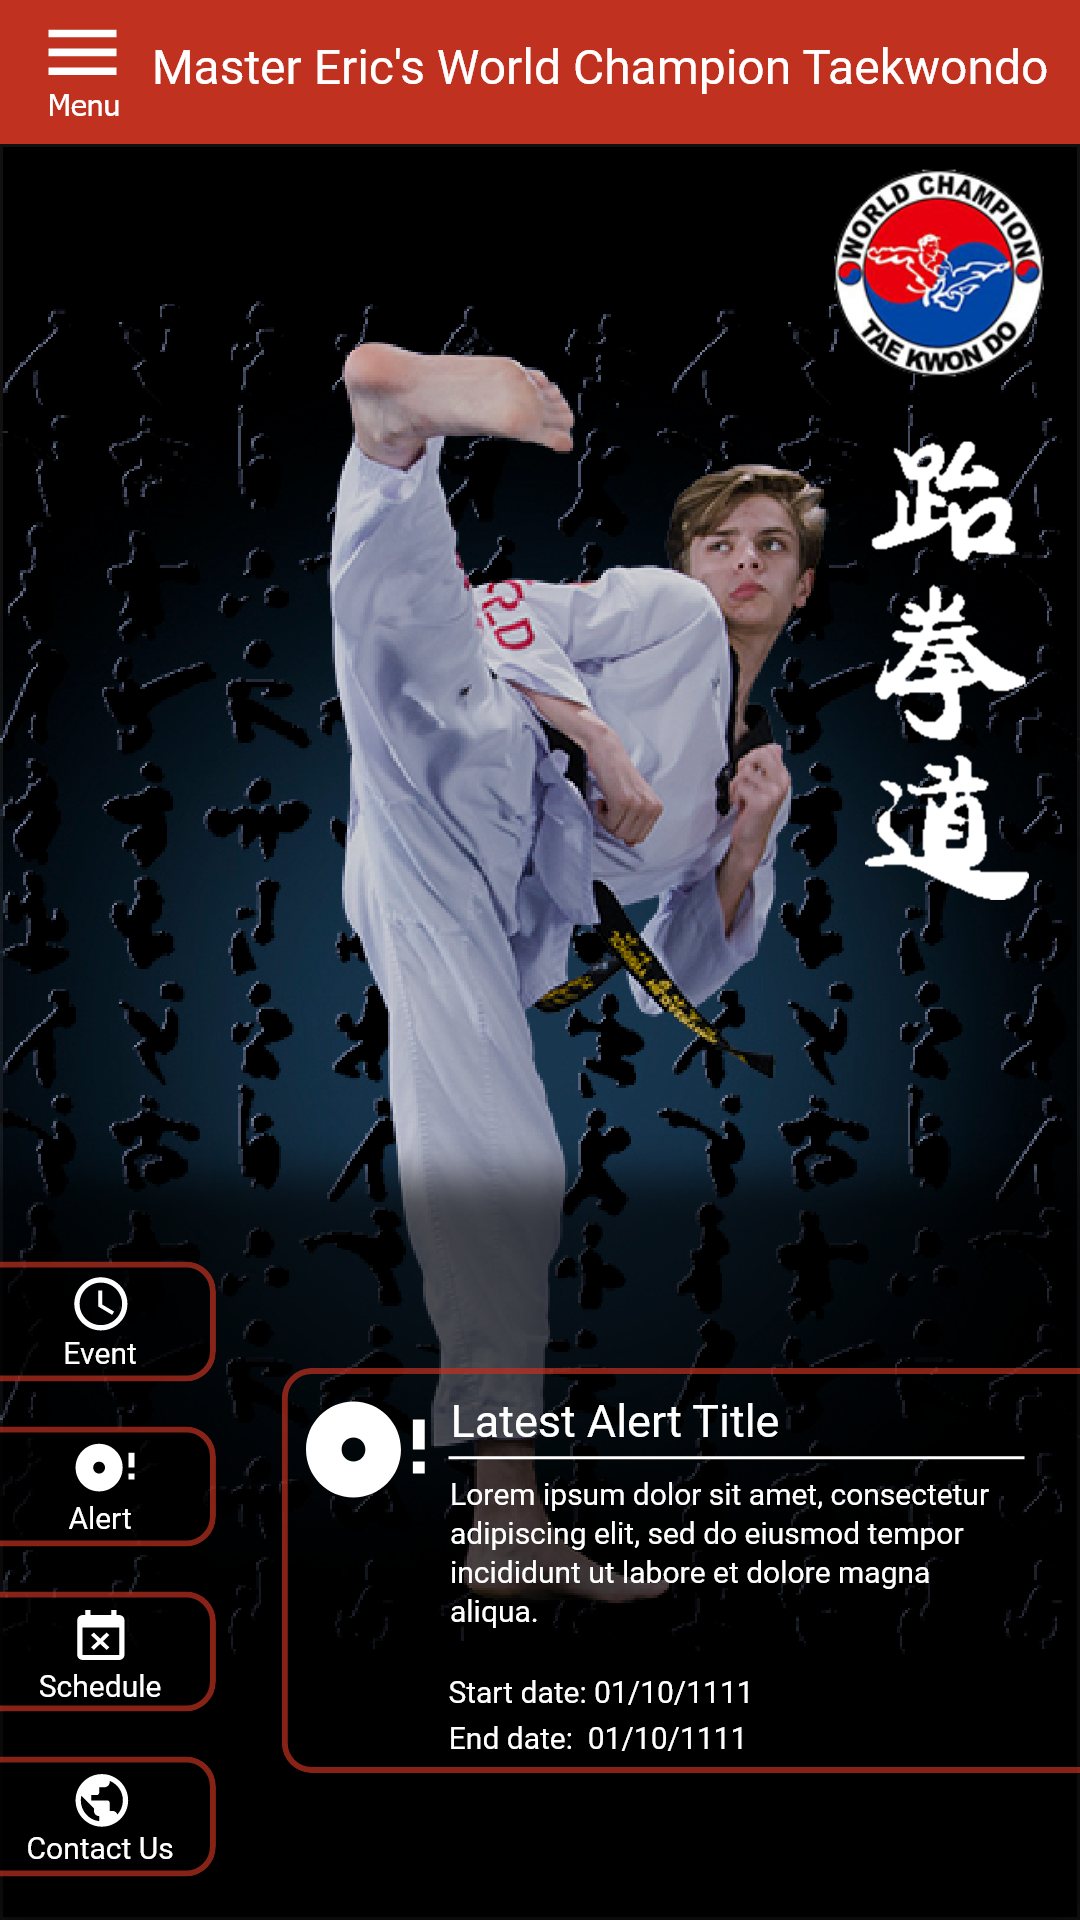 Menu
Master Eric's World Champion Taekwondo
WORLD CHAMPION
TAE KWON DO
跆
拳
道
Event
Alert
Schedule
Contact Us
Latest Alert Title
Lorem ipsum dolor sit amet, consectetur
adipiscing elit, sed do eiusmod tempor
incididunt ut labore et dolore magna
aliqua.
Start date: 01/10/1111
End date: 01/10/1111